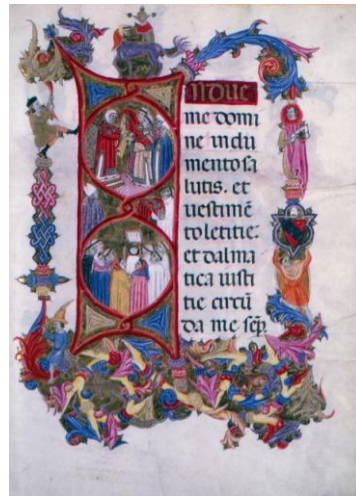 INDUE
me domi
ne indu
mento sa
lutis. et
uestimē
to letitie:
et dalma
tica iusti
tie circū
da me sēp.